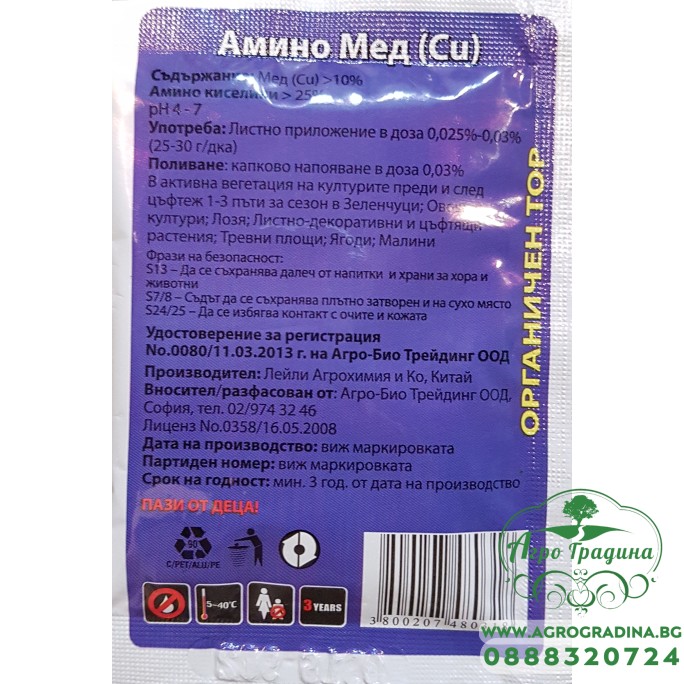 Амино Мед (Cu)
Съдържание: Мед (Cu) >10%
Амино киселини > 25%
pH 4 - 7
Употреба: Листно приложение в доза 0,025%-0,03%
(25-30 г/дка)
Поливане: капково напояване в доза 0,03%
В активна вегетация на културите преди и след
цъфтеж 1-3 пъти за сезон в Зеленчуци;
култури; Лозя; Листно-декоративни и цъфтящи
растения; Тревни площи; Ягоди; Малини
Фрази на безопасност:
S13 – Да се съхранява далеч от напитки и храни за хора и
животни
S7/8 – Съдът да се съхранява плътно затворен и на сухо място
S24/25 – Да се избягва контакт с очите и кожата
Удостоверение за регистрация
No.0080/11.03.2013 г. на Агро-Био Трейдинг ООД
Производител: Лейли Агрохимия и Ко, Китай
Вносител/разфасован от: Агро-Био Трейдинг ООД,
София, тел. 02/974 32 46
Лиценз No.0358/16.05.2008
Дата на производство: виж маркировката
Партиден номер: виж маркировката
Срок на годност: мин. 3 год. от дата на производство
ПАЗИ ОТ ДЕЦА!
ОРГАНИЧЕН ТОР
90
C/PET/ALU/PE
5-40°C
3 YEARS
3800207480
Агро Градина
WWW.AGROGRADINA.BG
0888320724